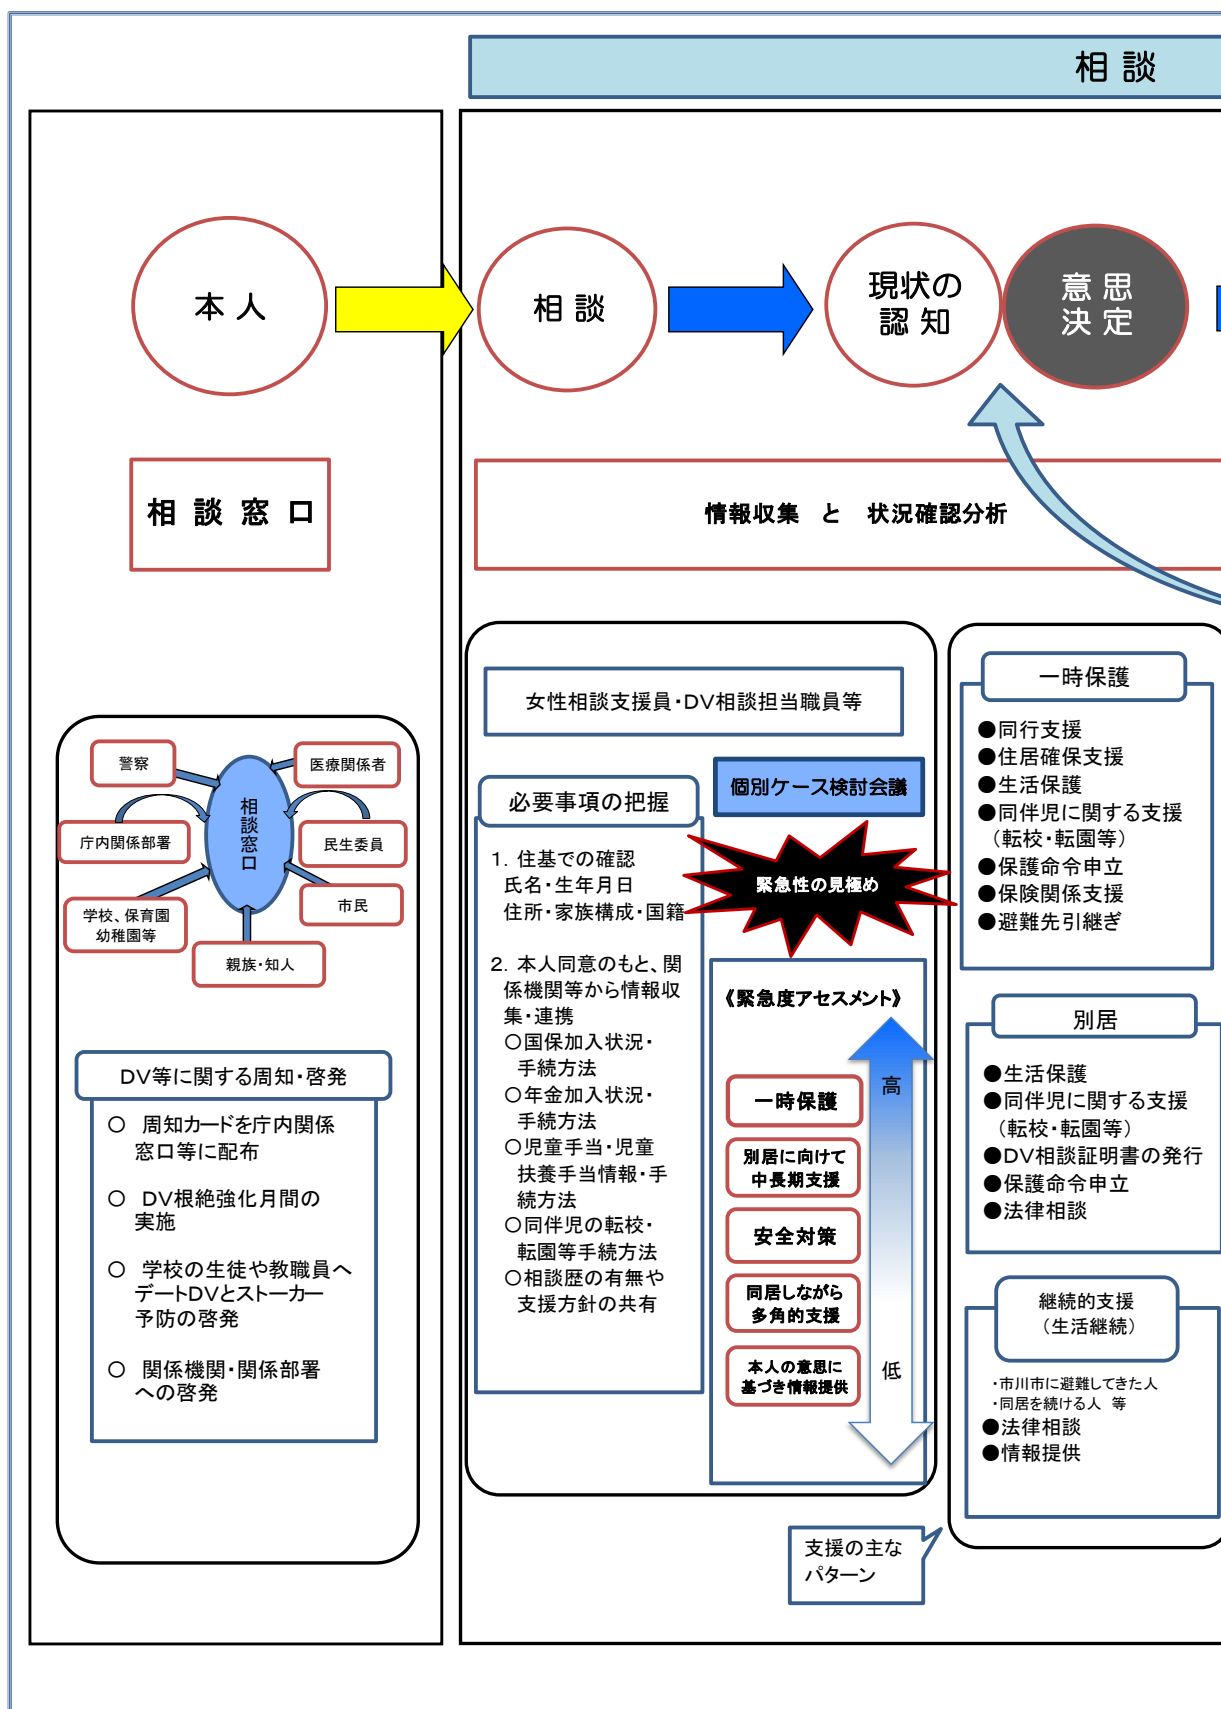 相 談
本 人
相 談
現状の
認 知
意 思
決 定
相 談 窓 口
情報収集 と 状況確認分析
警察
医療関係者
庁内関係部署
民生委員
学校、保育園
幼稚園等
市民
親族・知人
相談窓口
DV等に関する周知・啓発
○ 周知カードを庁内関係
窓口等に配布
○ DV根絶強化月間の
実施
○ 学校の生徒や教職員へ
デートDVとストーカー
予防の啓発
○ 関係機関・関係部署
への啓発
女性相談支援員・DV相談担当職員等
必要事項の把握
1. 住基での確認
氏名・生年月日
住所・家族構成・国籍
2. 本人同意のもと、関
係機関等から情報収
集・連携
○国保加入状況・
手続方法
○年金加入状況・
手続方法
○児童手当・児童
扶養手当情報・手
続方法
○同伴児の転校・
転園等手続方法
○相談歴の有無や
支援方針の共有
個別ケース検討会議
緊急性の見極め
《緊急度アセスメント》
高
一時保護
別居に向けて
中長期支援
安全対策
同居しながら
多角的支援
本人の意思に
基づき情報提供
低
一時保護
●同行支援
●住居確保支援
●生活保護
●同伴児に関する支援
（転校・転園等）
●保護命令申立
●保険関係支援
●避難先引継ぎ
別居
●生活保護
●同伴児に関する支援
（転校・転園等）
●DV相談証明書の発行
●保護命令申立
●法律相談
継続的支援
（生活継続）
・市川市に避難してきた人
・同居を続ける人 等
●法律相談
●情報提供
支援の主な
パターン